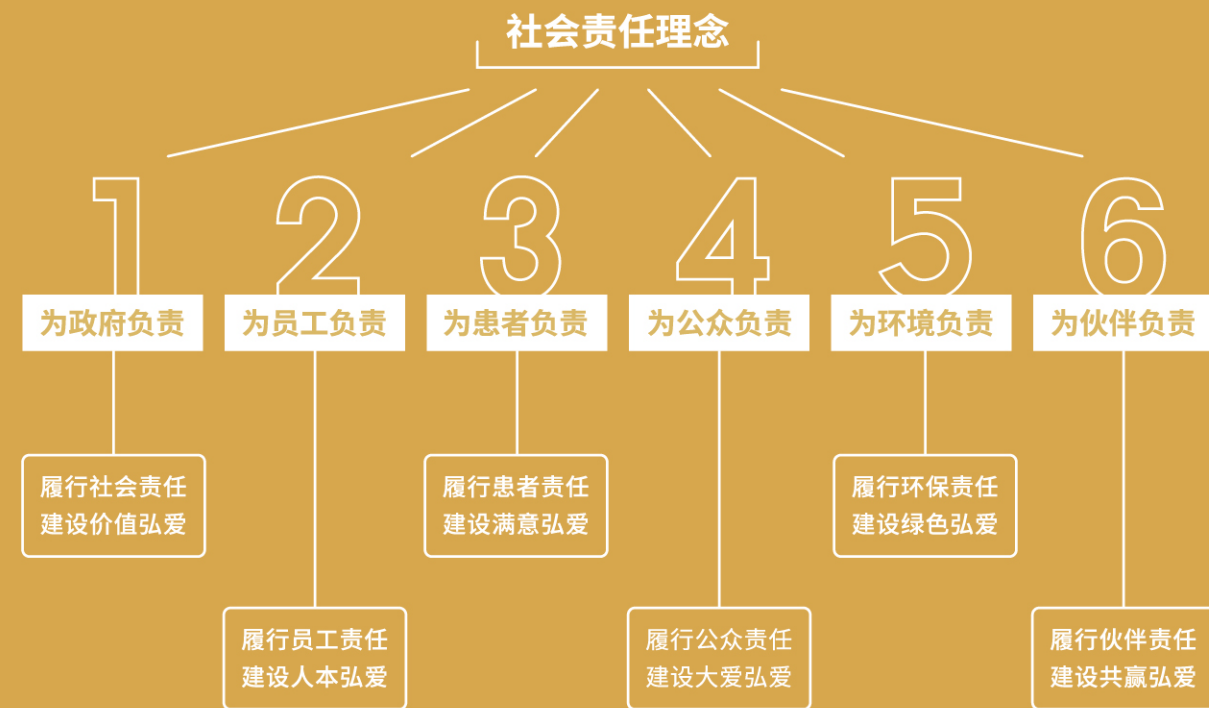 社会责任理念
1
2
3
4
5
6
为政府负责
为员工负责
为患者负责
为公众负责
为环境负责
为伙伴负责
履行社会责任
建设价值弘爱
履行员工责任
建设人本弘爱
履行患者责任
建设满意弘爱
履行公众责任
建设大爱弘爱
履行环保责任
建设绿色弘爱
履行伙伴责任
建设共赢弘爱